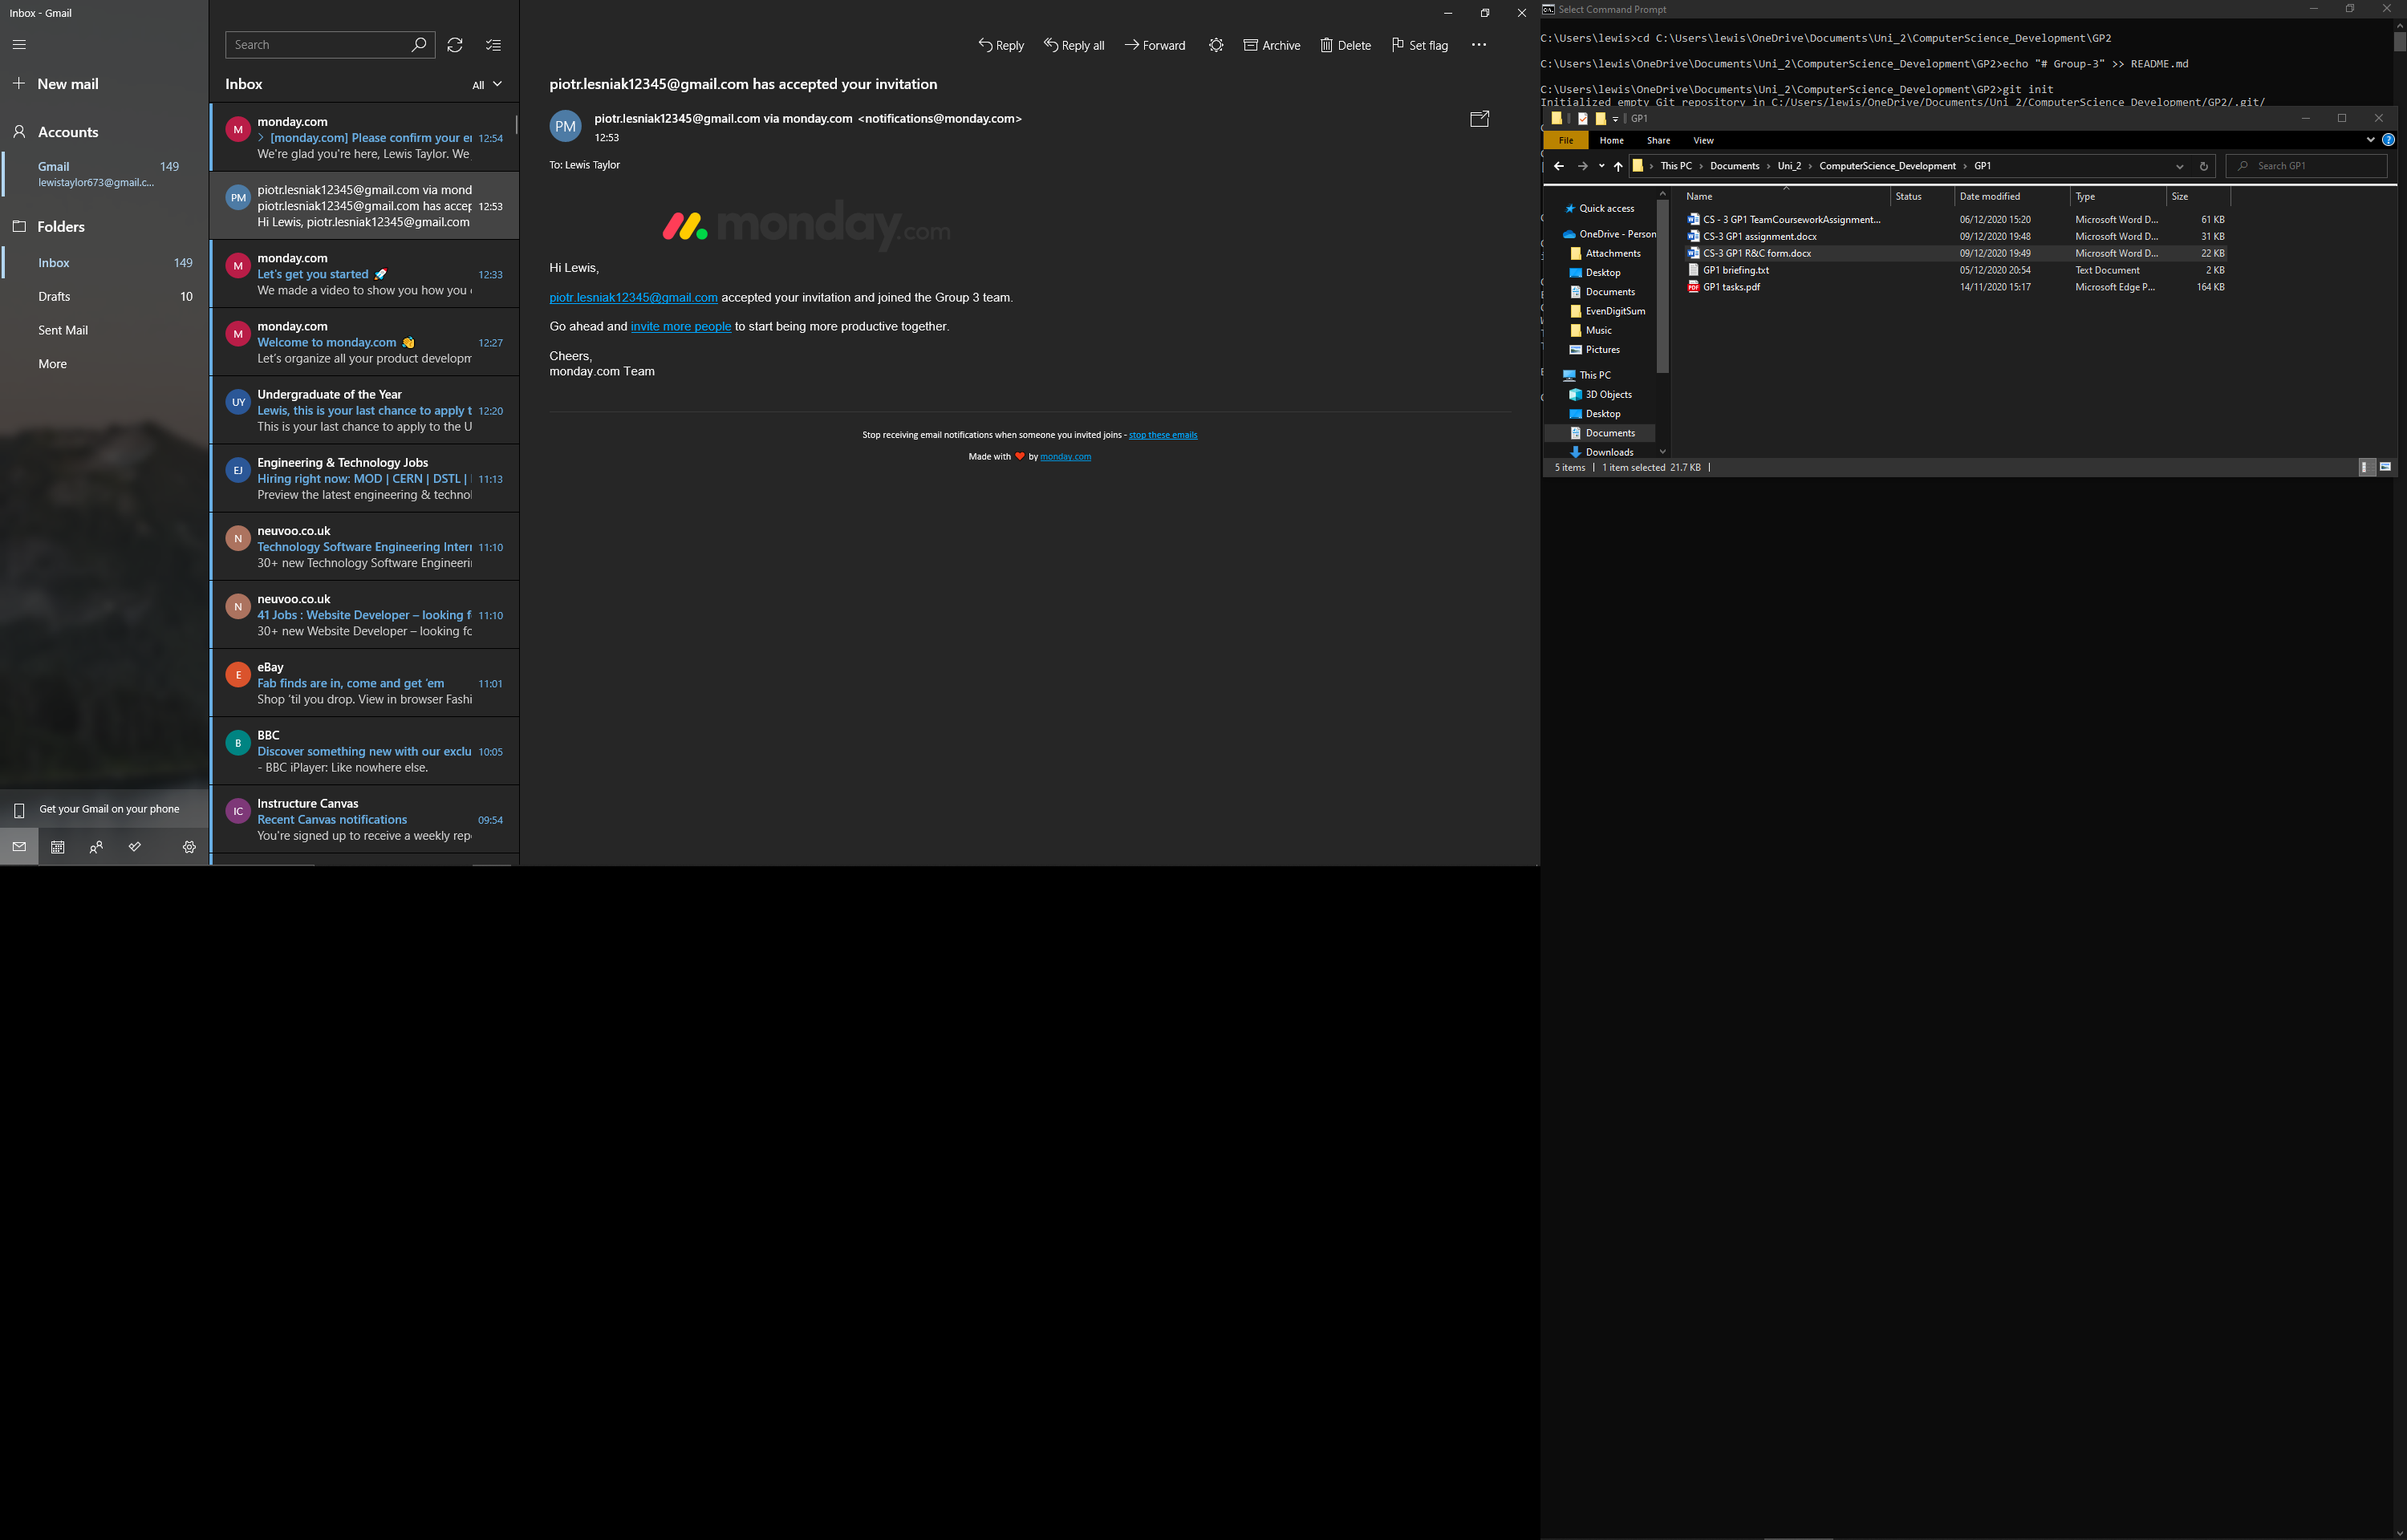 Inbox - Gmail
New mail
Accounts
Gmail 149
lewistaylor673@gmail.c...
Folders
Inbox 149
Drafts 10
Sent Mail
More
Get your Gmail on your phone
Search
Inbox All
M monday.com
> [monday.com] Please confirm your er 12:54
We're glad you're here, Lewis Taylor. We
PM piotr.lesniak12345@gmail.com via mond
piotr.lesniak12345@gmail.com has accep 12:53
Hi Lewis, piotr.lesniak12345@gmail.com
M monday.com
Let's get you started 🚀 12:33
We made a video to show you how you
M monday.com
Welcome to monday.com 👋 12:27
Let's organize all your product developm
UY Undergraduate of the Year
Lewis, this is your last chance to apply t 12:20
This is your last chance to apply to the U
EJ Engineering & Technology Jobs
Hiring right now: MOD | CERN | DSTL | 11:13
Preview the latest engineering & technol
N neuvoo.co.uk
Technology Software Engineering Inter 11:10
30+ new Technology Software Engineeri
N neuvoo.co.uk
41 Jobs : Website Developer – looking f 11:10
30+ new Website Developer – looking fo
E eBay
Fab finds are in, come and get 'em 11:01
Shop 'til you drop. View in browser Fashi
B BBC
Discover something new with our exclu 10:05
- BBC iPlayer: Like nowhere else.
IC Instructure Canvas
Recent Canvas notifications 09:54
You're signed up to receive a weekly rep
Reply Reply all Forward Archive Delete Set flag ...
piotr.lesniak12345@gmail.com has accepted your invitation
PM piotr.lesniak12345@gmail.com via monday.com <notifications@monday.com>
12:53
To: Lewis Taylor
monday.com
Hi Lewis,
piotr.lesniak12345@gmail.com accepted your invitation and joined the Group 3 team.
Go ahead and invite more people to start being more productive together.
Cheers,
monday.com Team
Stop receiving email notifications when someone you invited joins - stop these emails
Made with ❤ by monday.com
Select Command Prompt
C:\Users\lewis>cd C:\Users\lewis\OneDrive\Documents\Uni_2\ComputerScience_Development\GP2
C:\Users\lewis\OneDrive\Documents\Uni_2\ComputerScience_Development\GP2>echo "# Group-3" >> README.md
C:\Users\lewis\OneDrive\Documents\Uni_2\ComputerScience_Development\GP2>git init
Initialized empty Git repository in C:/Users/lewis/OneDrive/Documents/Uni_2/ComputerScience_Development/GP2/.git/
GP1
File Home Share View
This PC > Documents > Uni_2 > ComputerScience_Development > GP1
Search GP1
Quick access
OneDrive - Person
Attachments
Desktop
Documents
EvenDigitSum
Music
Pictures
This PC
3D Objects
Desktop
Documents
Downloads
Name Status Date modified Type Size
CS - 3 GP1 TeamCourseworkAssignment... 06/12/2020 15:20 Microsoft Word D... 61 KB
CS-3 GP1 assignment.docx 09/12/2020 19:48 Microsoft Word D... 31 KB
CS-3 GP1 R&C form.docx 09/12/2020 19:49 Microsoft Word D... 22 KB
GP1 briefing.txt 05/12/2020 20:54 Text Document 2 KB
GP1 tasks.pdf 14/11/2020 15:17 Microsoft Edge P... 164 KB
5 items | 1 item selected 21.7 KB |